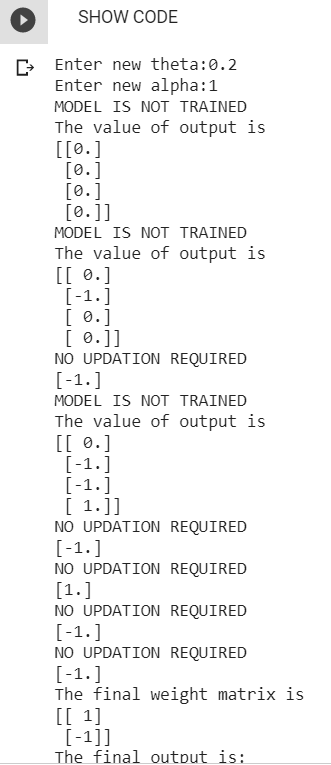 SHOW CODE
Enter new theta:0.2
Enter new alpha:1
MODEL IS NOT TRAINED
The value of output is
[[0.]
[0.]
[0.]
[0.]]
MODEL IS NOT TRAINED
The value of output is
[[ 0.]
[-1.]
[ 0.]
[ 0.]]
NO UPDATION REQUIRED
[-1.]
MODEL IS NOT TRAINED
The value of output is
[[ 0.]
[-1.]
[-1.]
[ 1.]]
NO UPDATION REQUIRED
[-1.]
NO UPDATION REQUIRED
[1.]
NO UPDATION REQUIRED
[-1.]
NO UPDATION REQUIRED
[-1.]
The final weight matrix is
[[ 1]
[-1]]
The final output is: